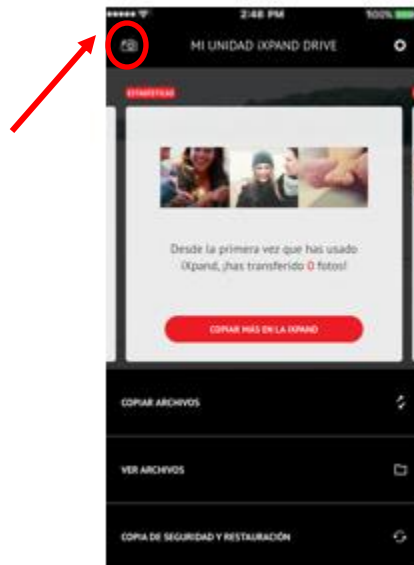 2:48 PM
100%
MI UNIDAD iXPAND DRIVE
ESTADÍSTICAS
Desde la primera vez que has usado
iXpand, ¡has transferido 0 fotos!
COPIAR MÁS EN LA IXPAND
COPIAR ARCHIVOS
VER ARCHIVOS
COPIA DE SEGURIDAD Y RESTAURACIÓN